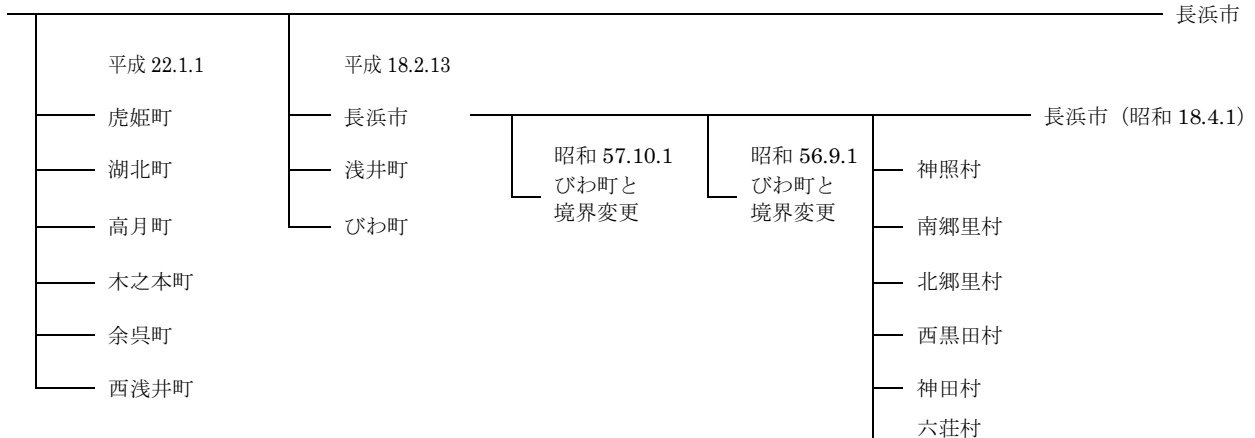 長浜市
平成 22.1.1
虎姫町
湖北町
高月町
木之本町
余呉町
西浅井町
平成 18.2.13
長浜市
浅井町
びわ町
昭和 57.10.1
びわ町と
境界変更
昭和 56.9.1
びわ町と
境界変更
長浜市（昭和 18.4.1）
神照村
南郷里村
北郷里村
西黒田村
神田村
六荘村